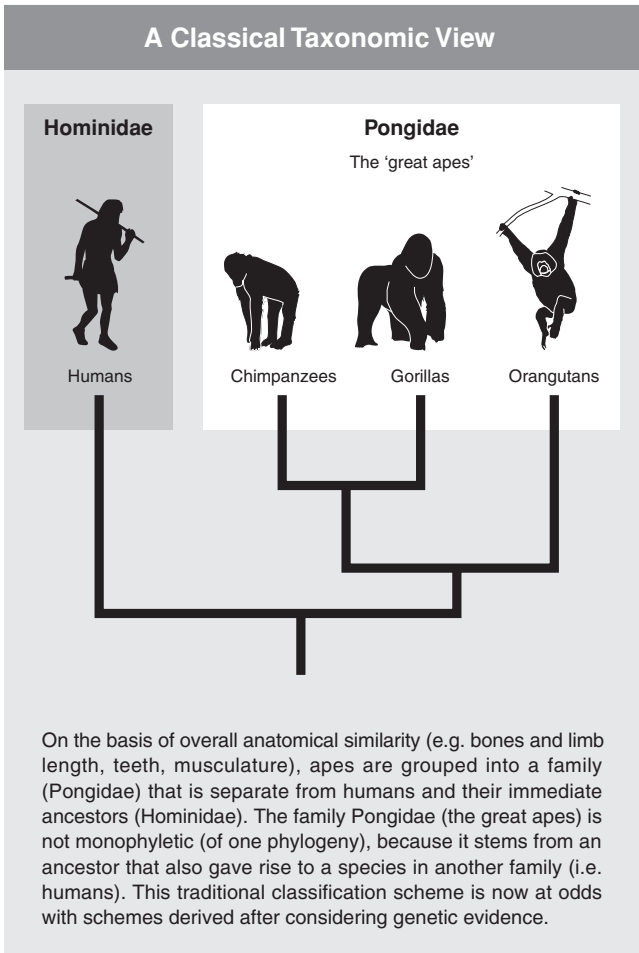 A Classical Taxonomic View
Hominidae
Pongidae
The ‘great apes’
Humans
Chimpanzees
Gorillas
Orangutans
On the basis of overall anatomical similarity (e.g. bones and limb
length, teeth, musculature), apes are grouped into a family
(Pongidae) that is separate from humans and their immediate
ancestors (Hominidae). The family Pongidae (the great apes) is
not monophyletic (of one phylogeny), because it stems from an
ancestor that also gave rise to a species in another family (i.e.
humans). This traditional classification scheme is now at odds
with schemes derived after considering genetic evidence.